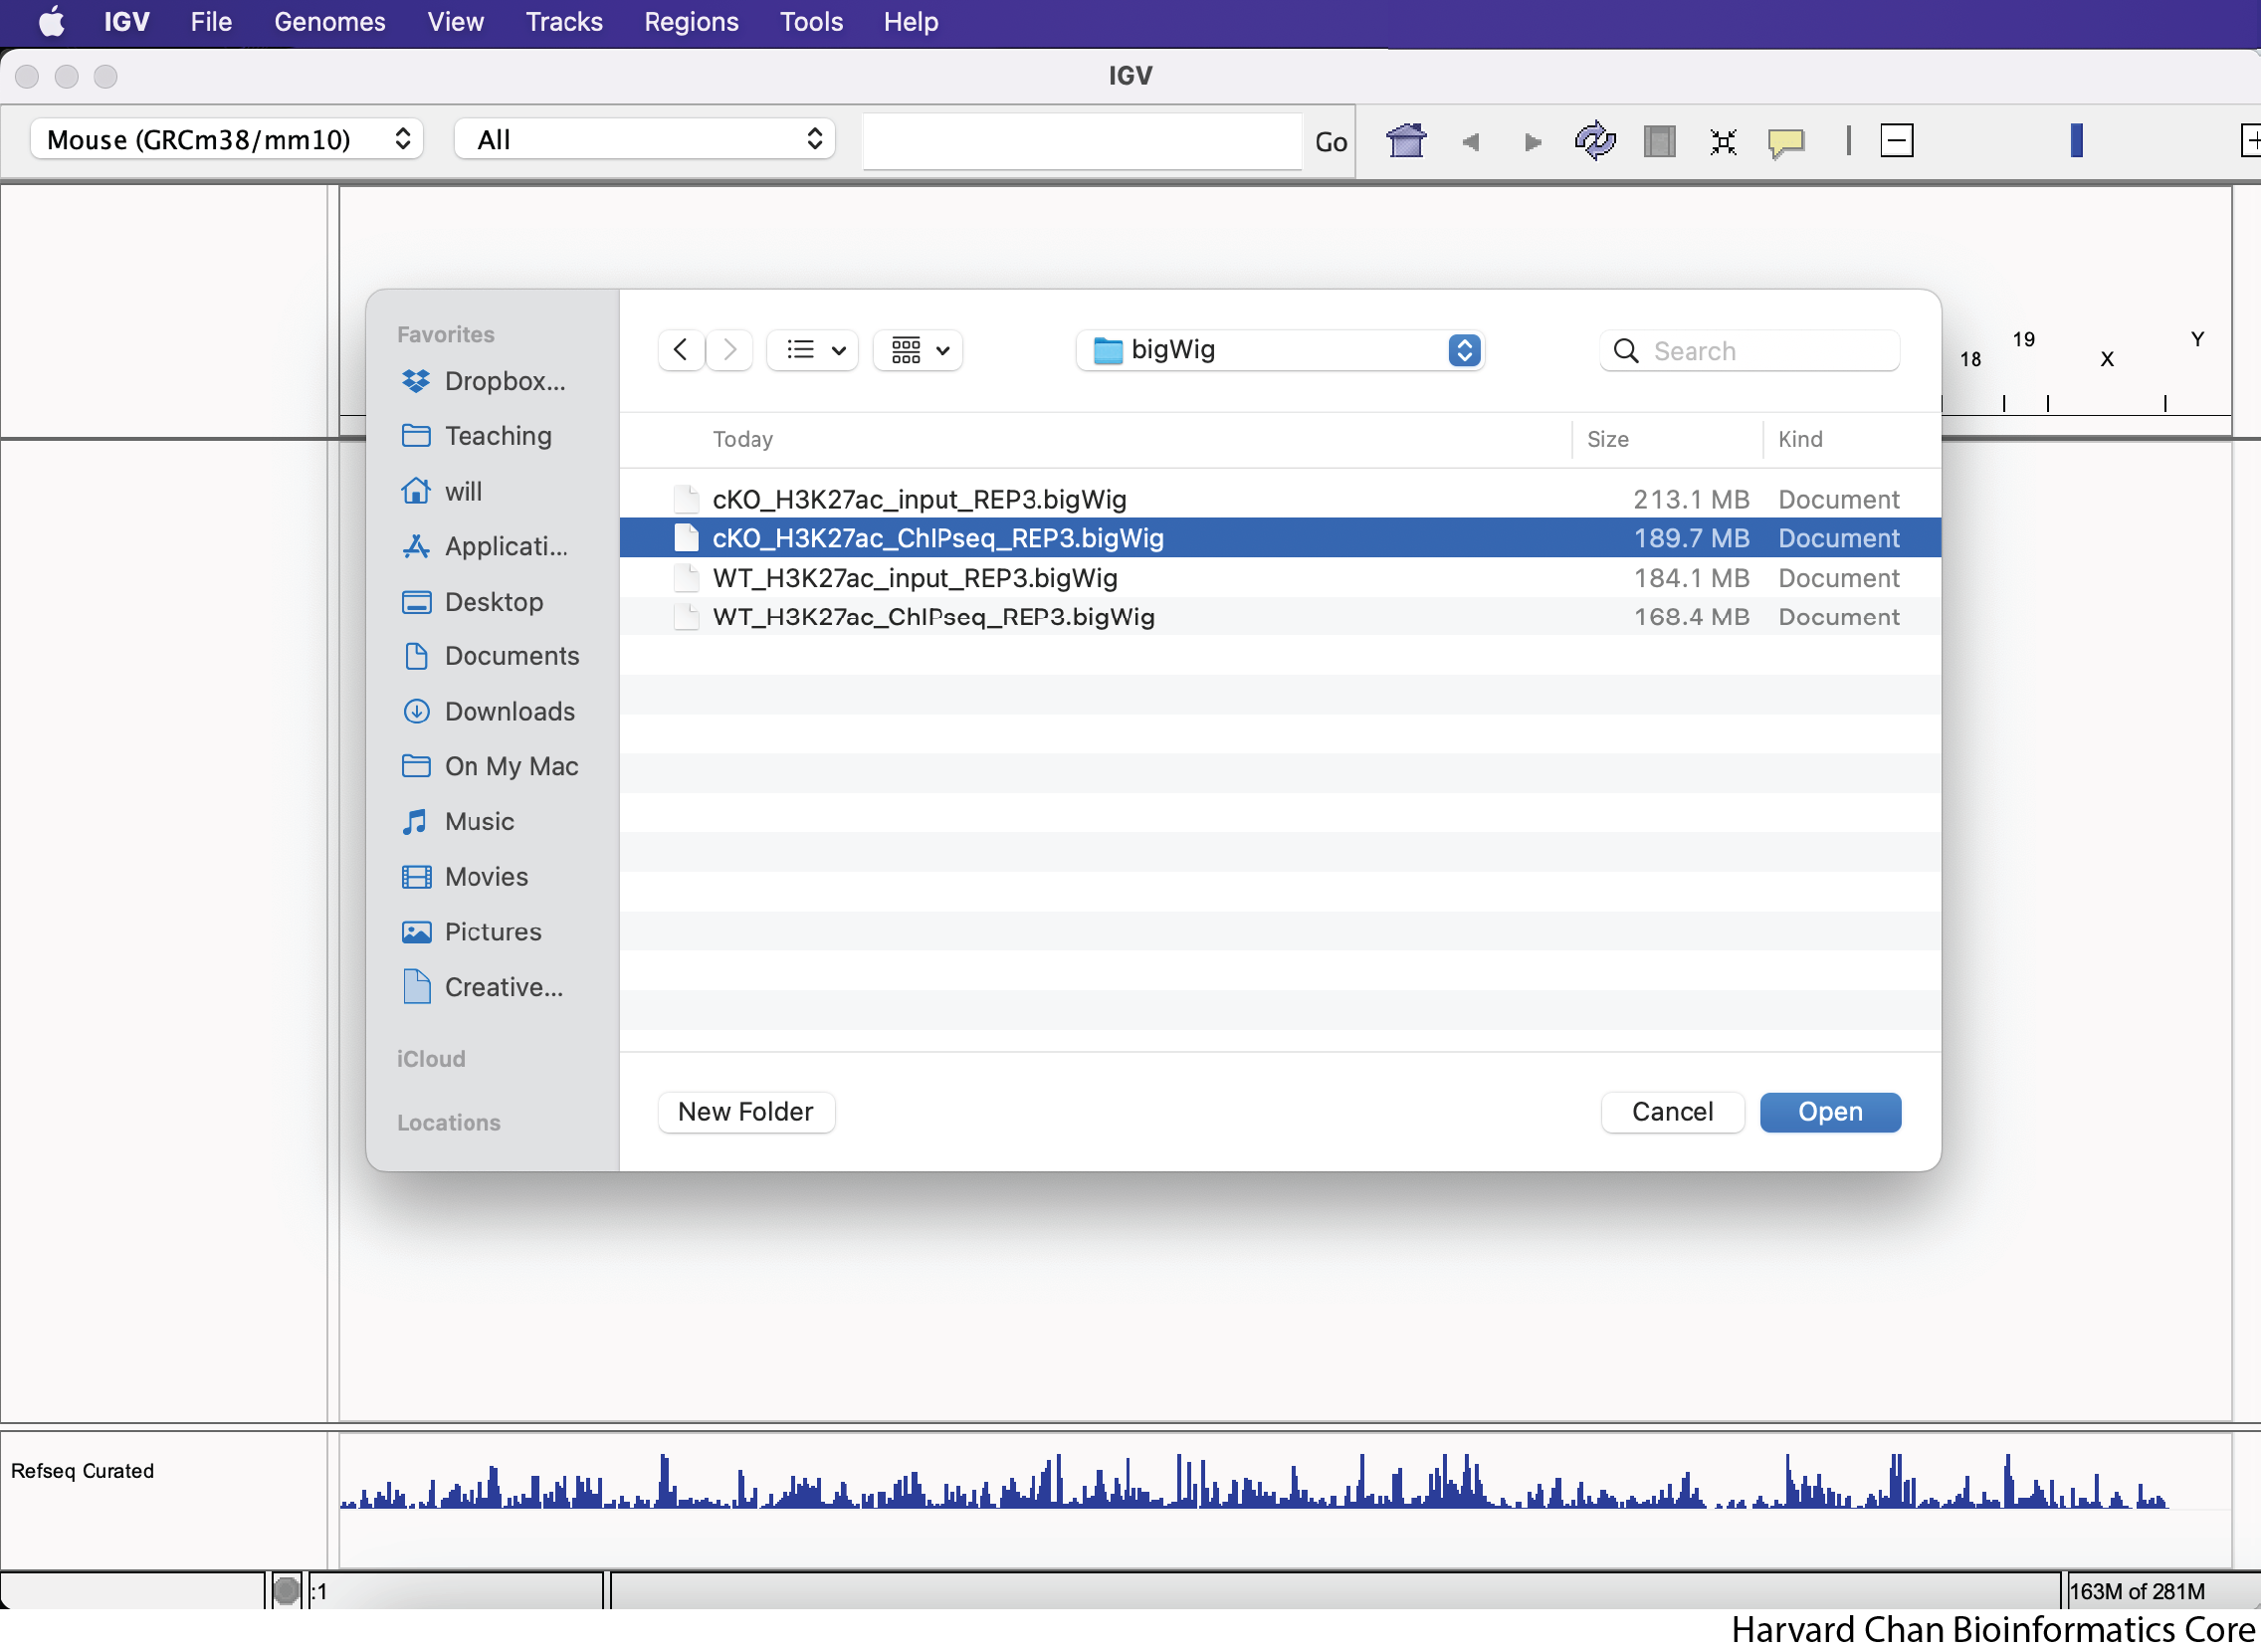 IGV File Genomes View Tracks Regions Tools Help
IGV
Mouse (GRCm38/mm10) All Go
Favorites
Dropbox...
Teaching
will
Applicati...
Desktop
Documents
Downloads
On My Mac
Music
Movies
Pictures
Creative...
iCloud
Locations
bigWig
Search
Today Size Kind
cKO_H3K27ac_input_REP3.bigWig 213.1 MB Document
cKO_H3K27ac_ChIPseq_REP3.bigWig 189.7 MB Document
WT_H3K27ac_input_REP3.bigWig 184.1 MB Document
WT_H3K27ac_ChIPseq_REP3.bigWig 168.4 MB Document
New Folder Cancel Open
18 19 X Y
Refseq Curated
:1
163M of 281M
Harvard Chan Bioinformatics Core